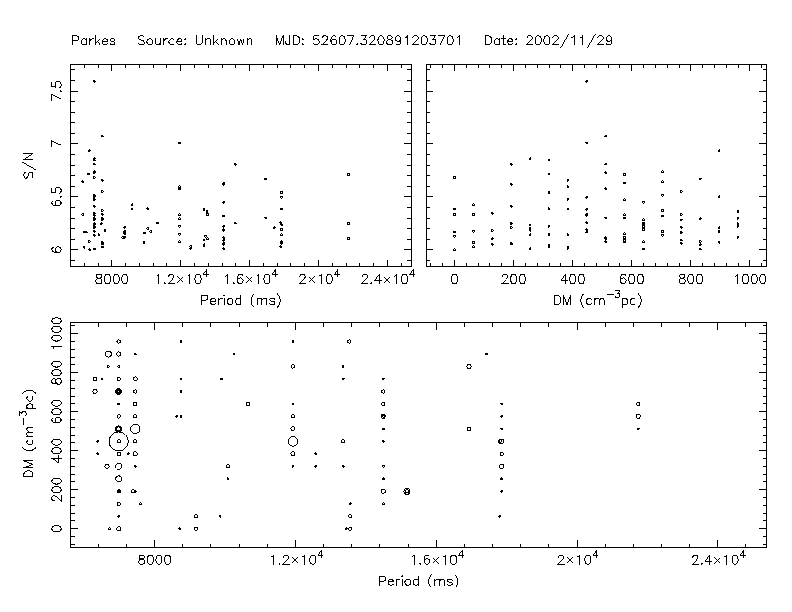 Parkes Source: Unknown MJD: 52607.320891203701 Date: 2002/11/29
S/N
7.5
7
6.5
6
8000 1.2×10⁴ 1.6×10⁴ 2×10⁴ 2.4×10⁴
Period (ms)
0 200 400 600 800 1000
DM (cm⁻³pc)
DM (cm⁻³pc)
1000
800
600
400
200
0
8000 1.2×10⁴ 1.6×10⁴ 2×10⁴ 2.4×10⁴
Period (ms)